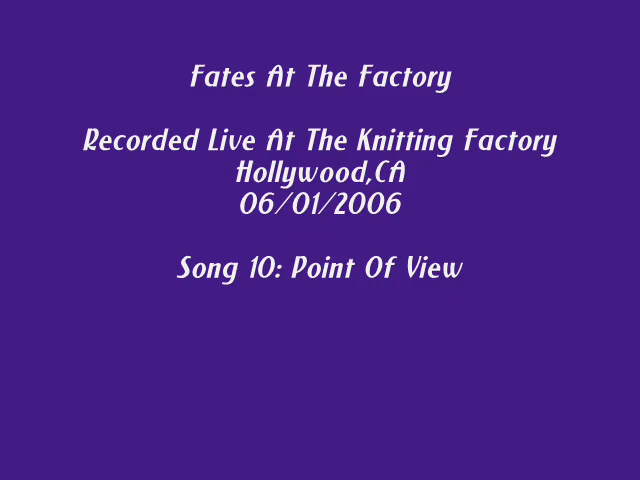 Fates At The Factory
Recorded Live At The Knitting Factory
Hollywood,CA
06/01/2006
Song 10: Point Of View